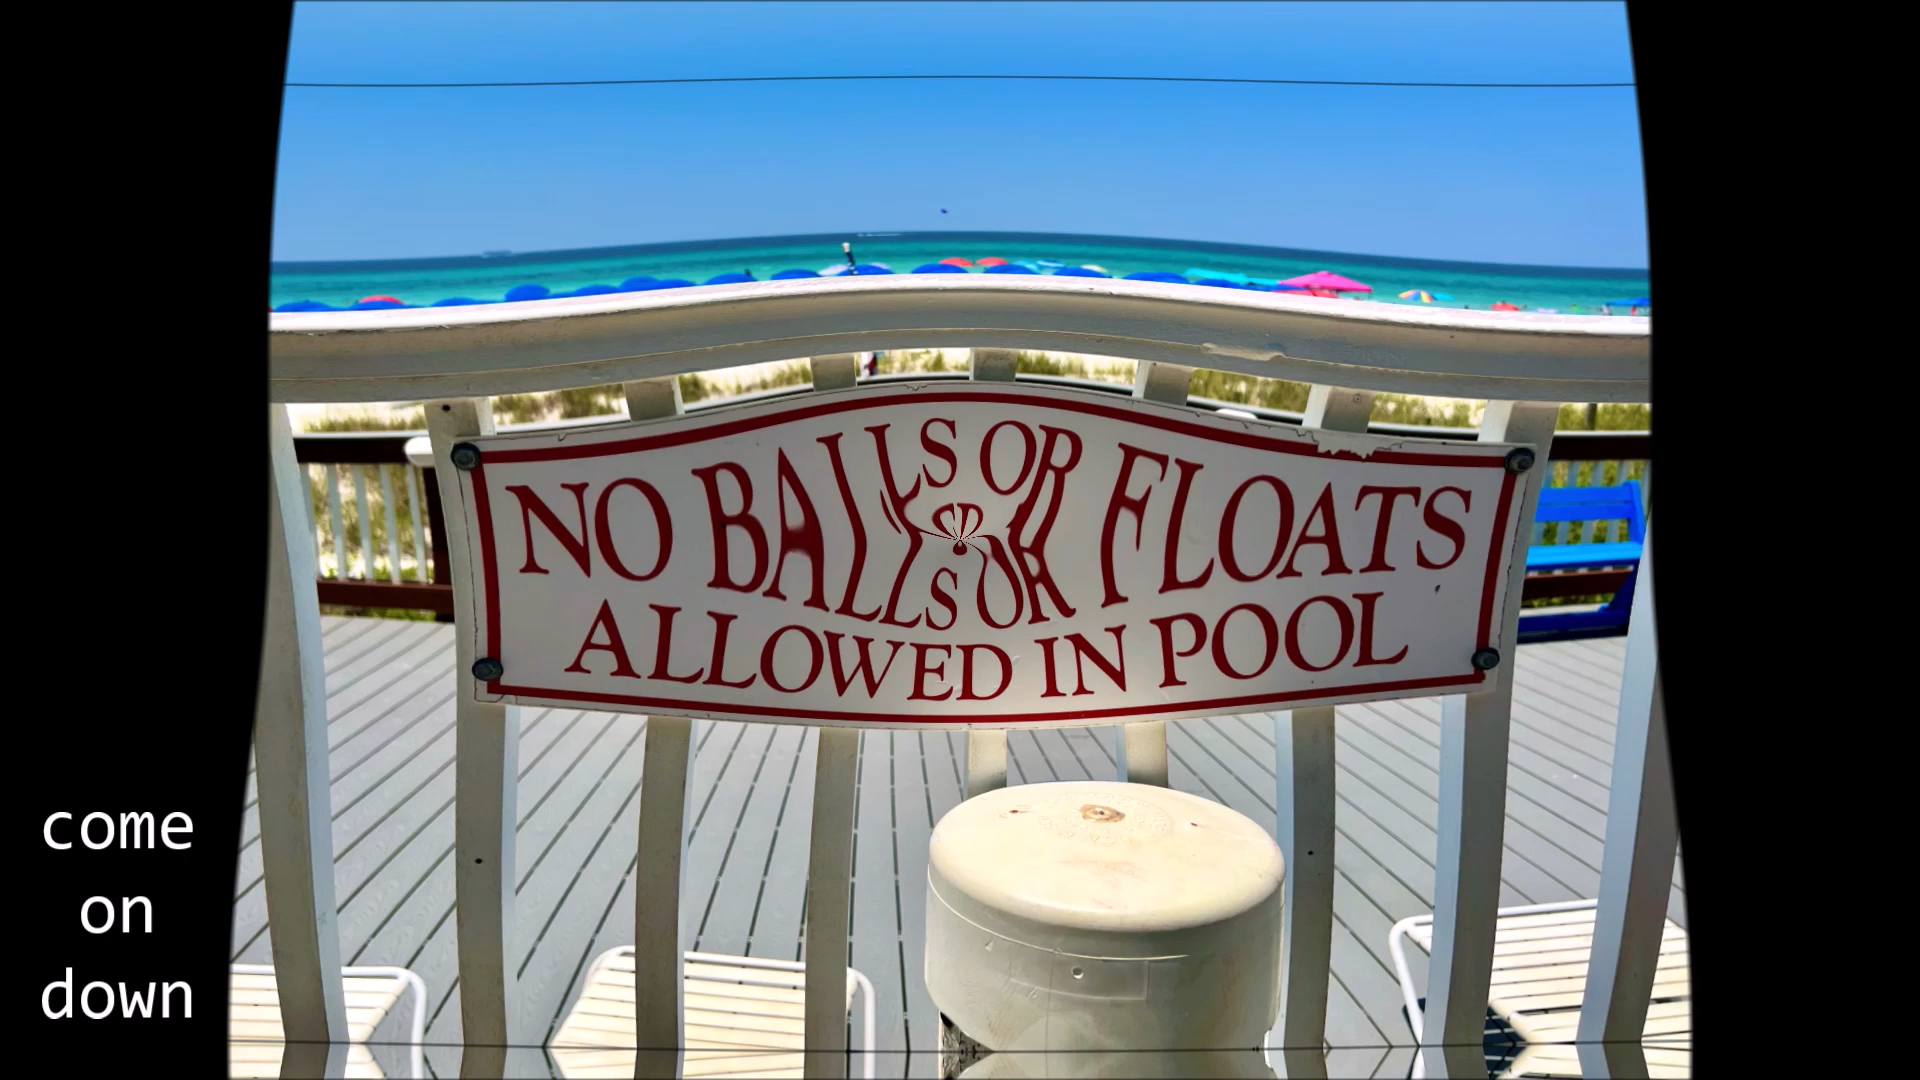 NO BALLS OR FLOATS
ALLOWED IN POOL
come
on
down